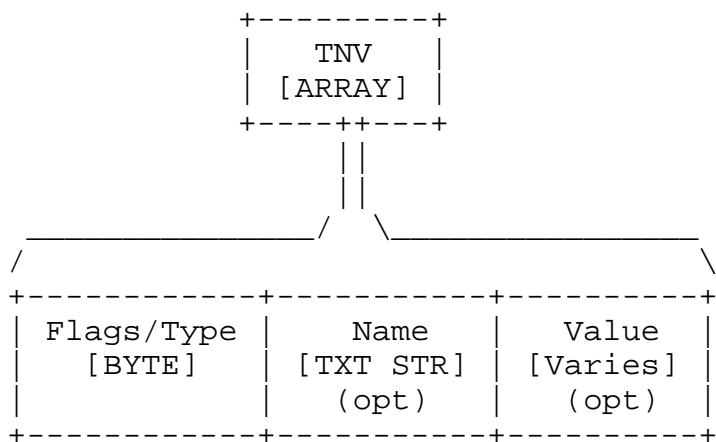 TNV
[ARRAY]
Flags/Type Name Value
[BYTE] [TXT STR] [Varies]
(opt) (opt)